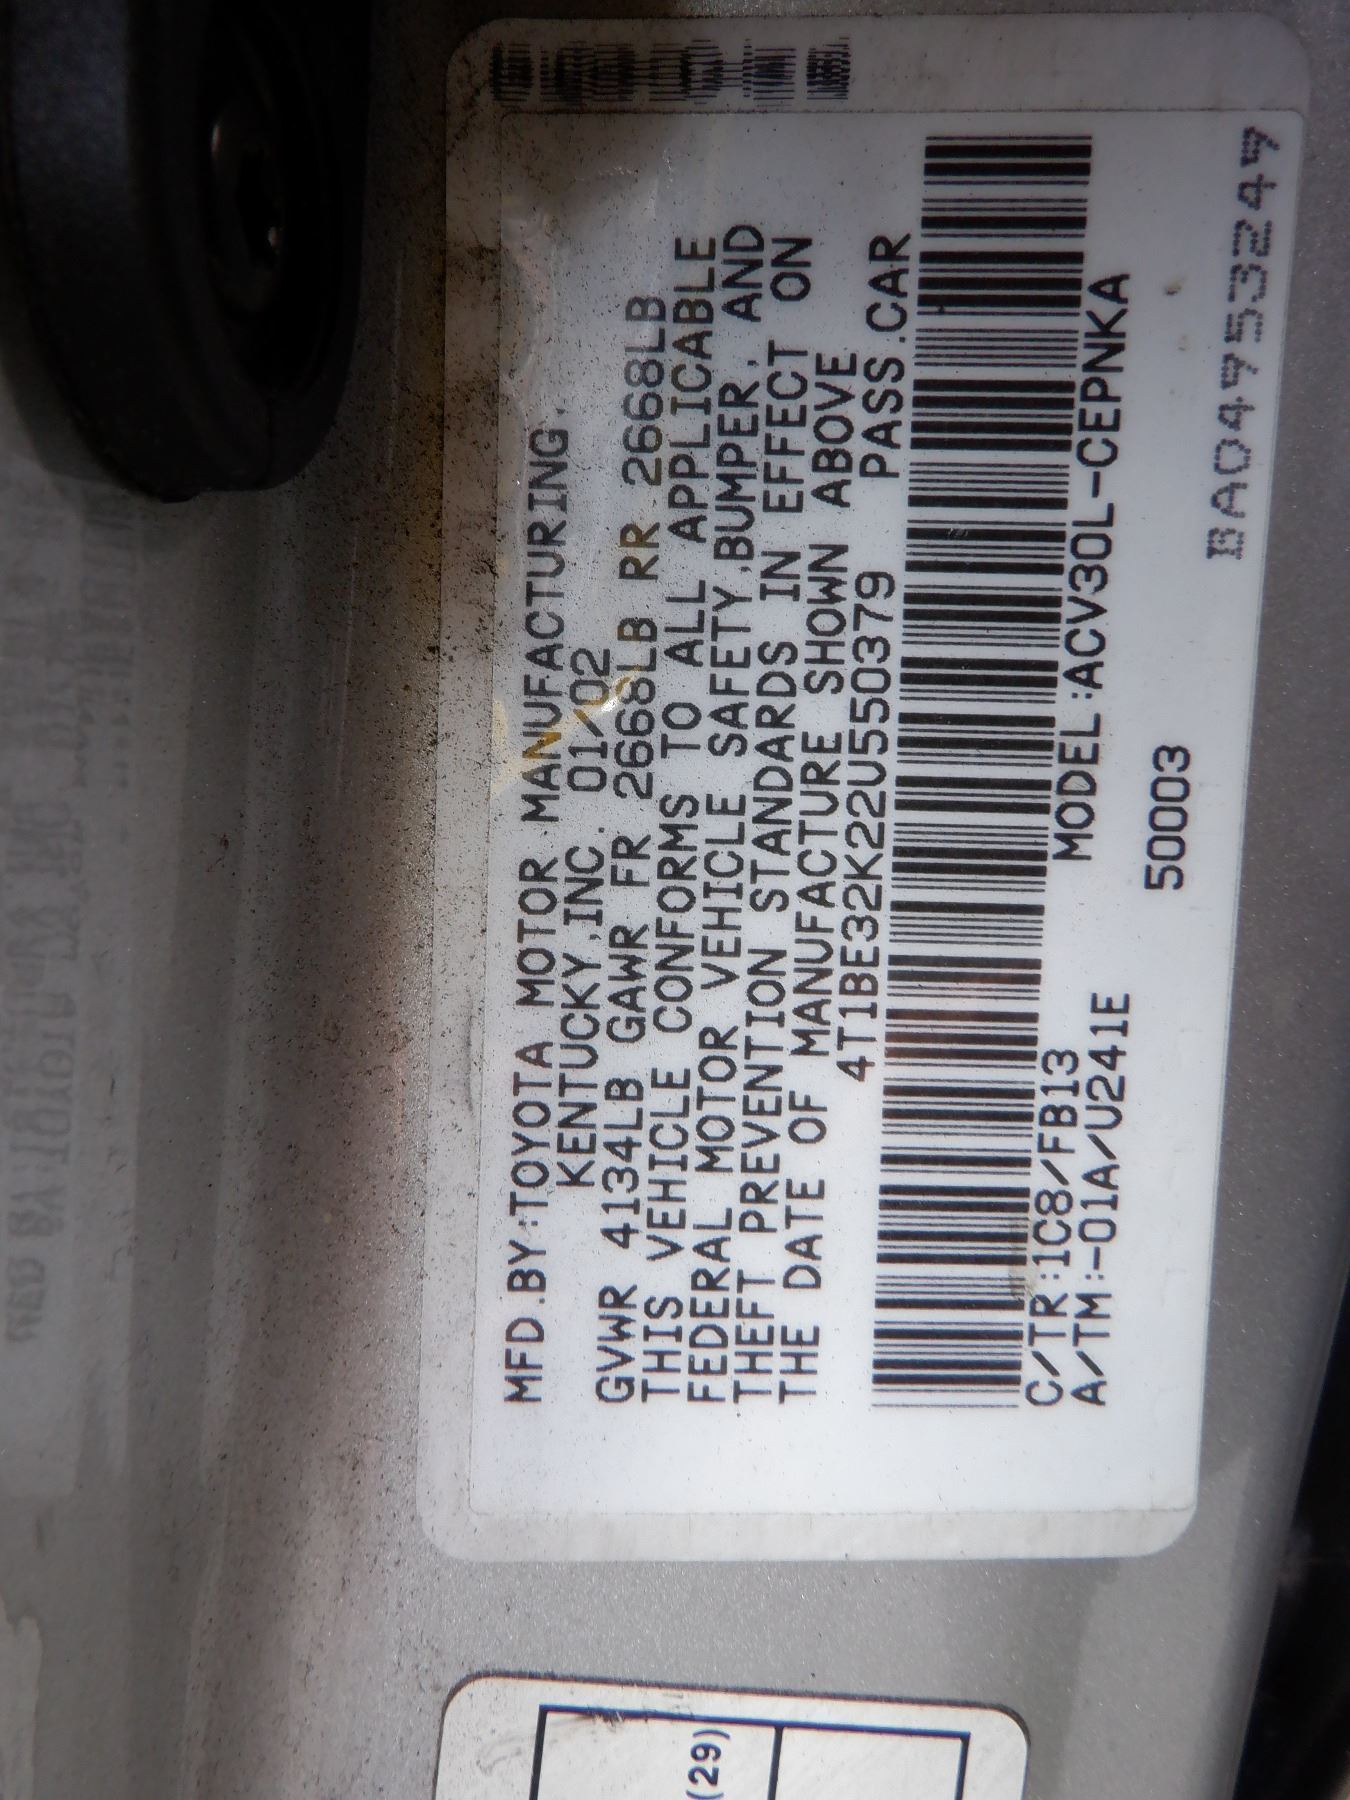 MFD.BY:TOYOTA MOTOR MANUFACTURING,
KENTUCKY,INC. 01/02
GVWR 4134LB GAWR FR 2668LB RR 2668LB
THIS VEHICLE CONFORMS TO ALL APPLICABLE
FEDERAL MOTOR VEHICLE SAFETY,BUMPER, AND
THEFT PREVENTION STANDARDS IN EFFECT ON
THE DATE OF MANUFACTURE SHOWN ABOVE
4T1BE32K22U550379 PASS.CAR
C/TR:1C8/FB13 MODEL:ACV30L-CEPNKA
A/TM:-01A/U241E
50003
BA04753247
(29)